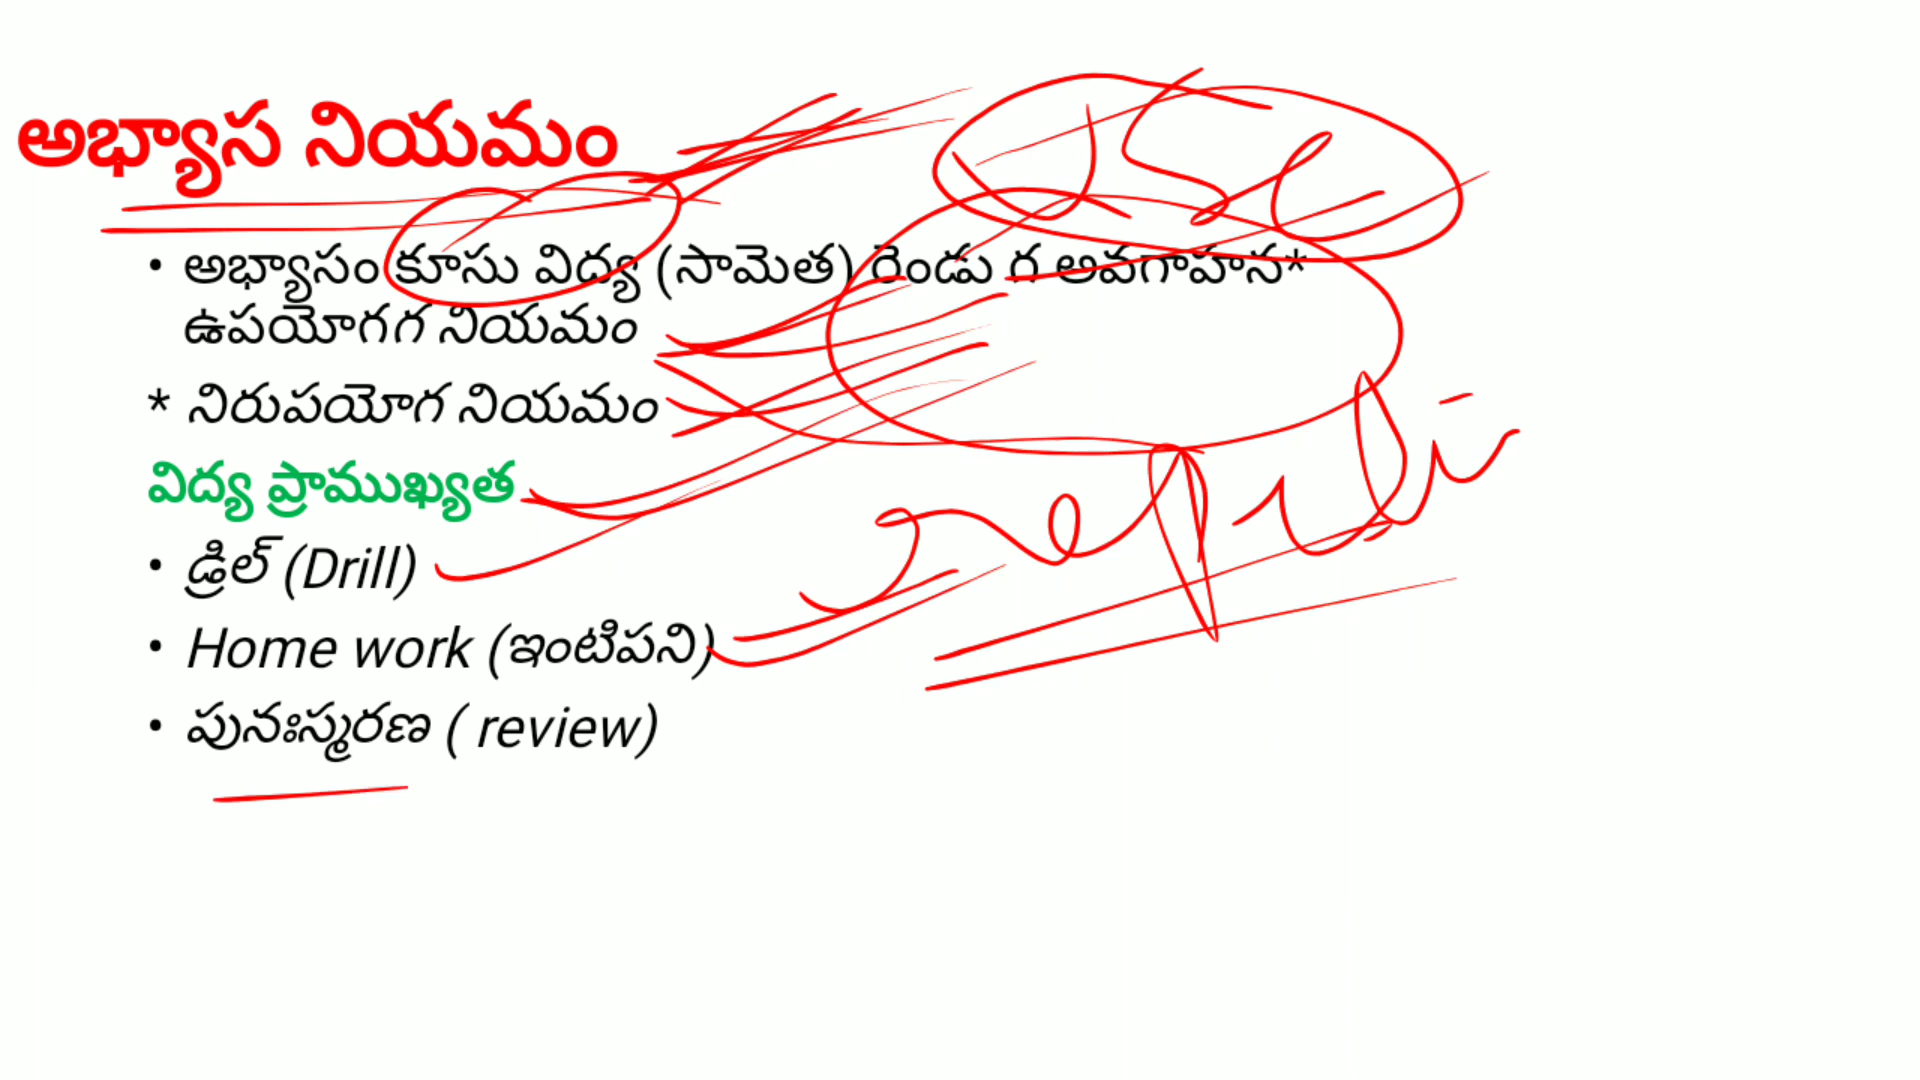 అభ్యాస నియమం
• అభ్యాసం కూసు విద్య (సామెత) రెండు ర అవగాహన*
ఉపయోగగ నియమం
* నిరుపయోగ నియమం
విద్య ప్రాముఖ్యత
• డ్రిల్ (Drill)
• Home work (ఇంటిపని)
• పునఃస్మరణ ( review)